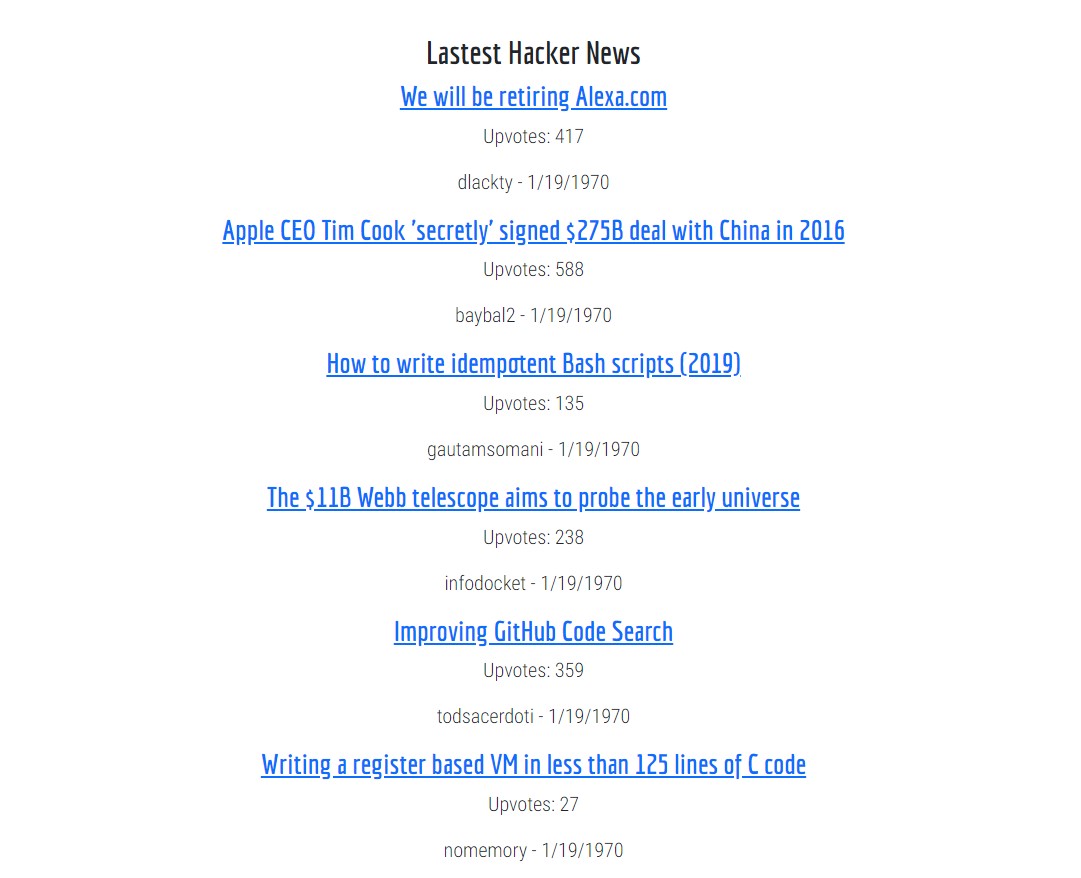 Lastest Hacker News
We will be retiring Alexa.com
Upvotes: 417
dlackty - 1/19/1970
Apple CEO Tim Cook 'secretly' signed $275B deal with China in 2016
Upvotes: 588
baybal2 - 1/19/1970
How to write idempotent Bash scripts (2019)
Upvotes: 135
gautamsomani - 1/19/1970
The $11B Webb telescope aims to probe the early universe
Upvotes: 238
infodocket - 1/19/1970
Improving GitHub Code Search
Upvotes: 359
todsacerdoti - 1/19/1970
Writing a register based VM in less than 125 lines of C code
Upvotes: 27
nomemory - 1/19/1970